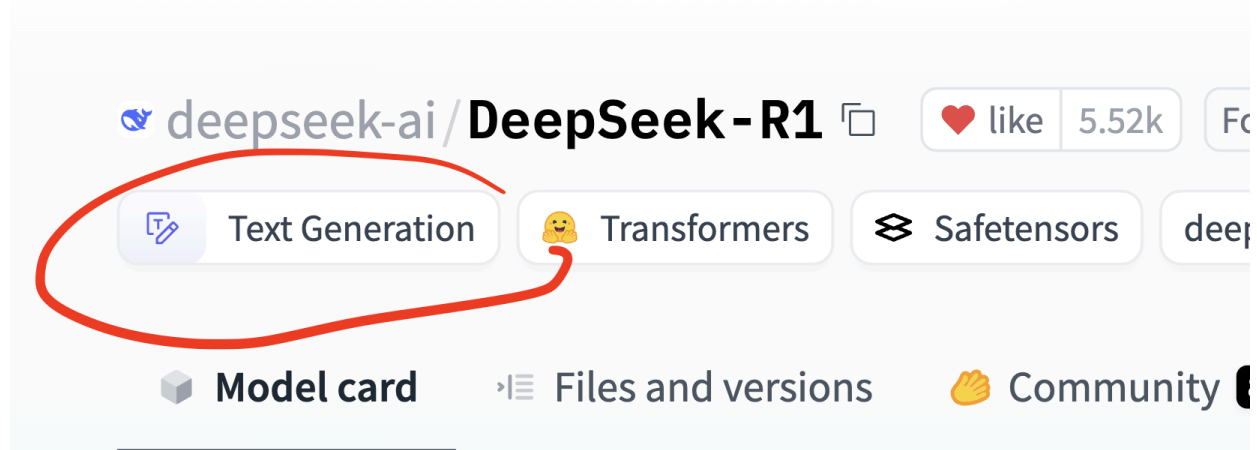 deepseek-ai/DeepSeek-R1 like 5.52k
Text Generation Transformers Safetensors
Model card Files and versions Community